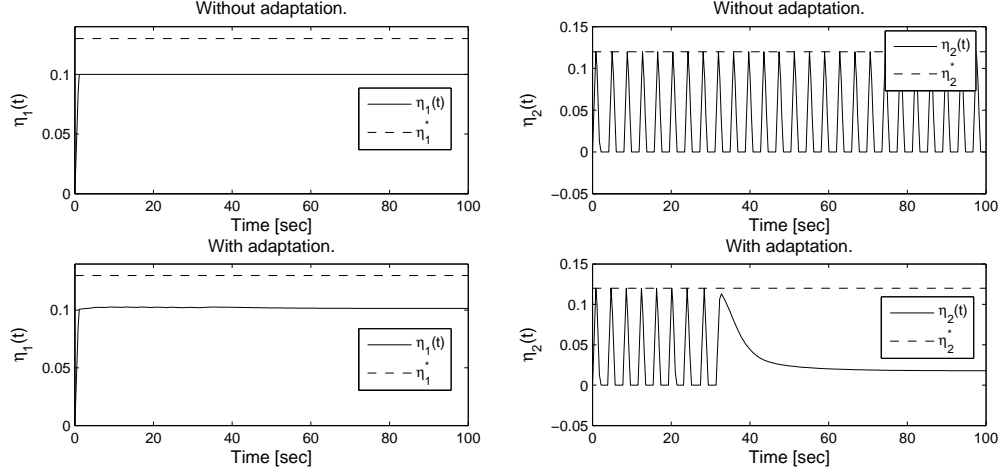 Without adaptation.
0.1
0.05
0
η₁(t)
0 20 40 60 80 100
Time [sec]
η₁(t)
η₁*
Without adaptation.
0.15
0.1
0.05
0
−0.05
η₂(t)
0 20 40 60 80 100
Time [sec]
η₂(t)
η₂*
With adaptation.
0.1
0.05
0
η₁(t)
0 20 40 60 80 100
Time [sec]
η₁(t)
η₁*
With adaptation.
0.15
0.1
0.05
0
−0.05
η₂(t)
0 20 40 60 80 100
Time [sec]
η₂(t)
η₂*